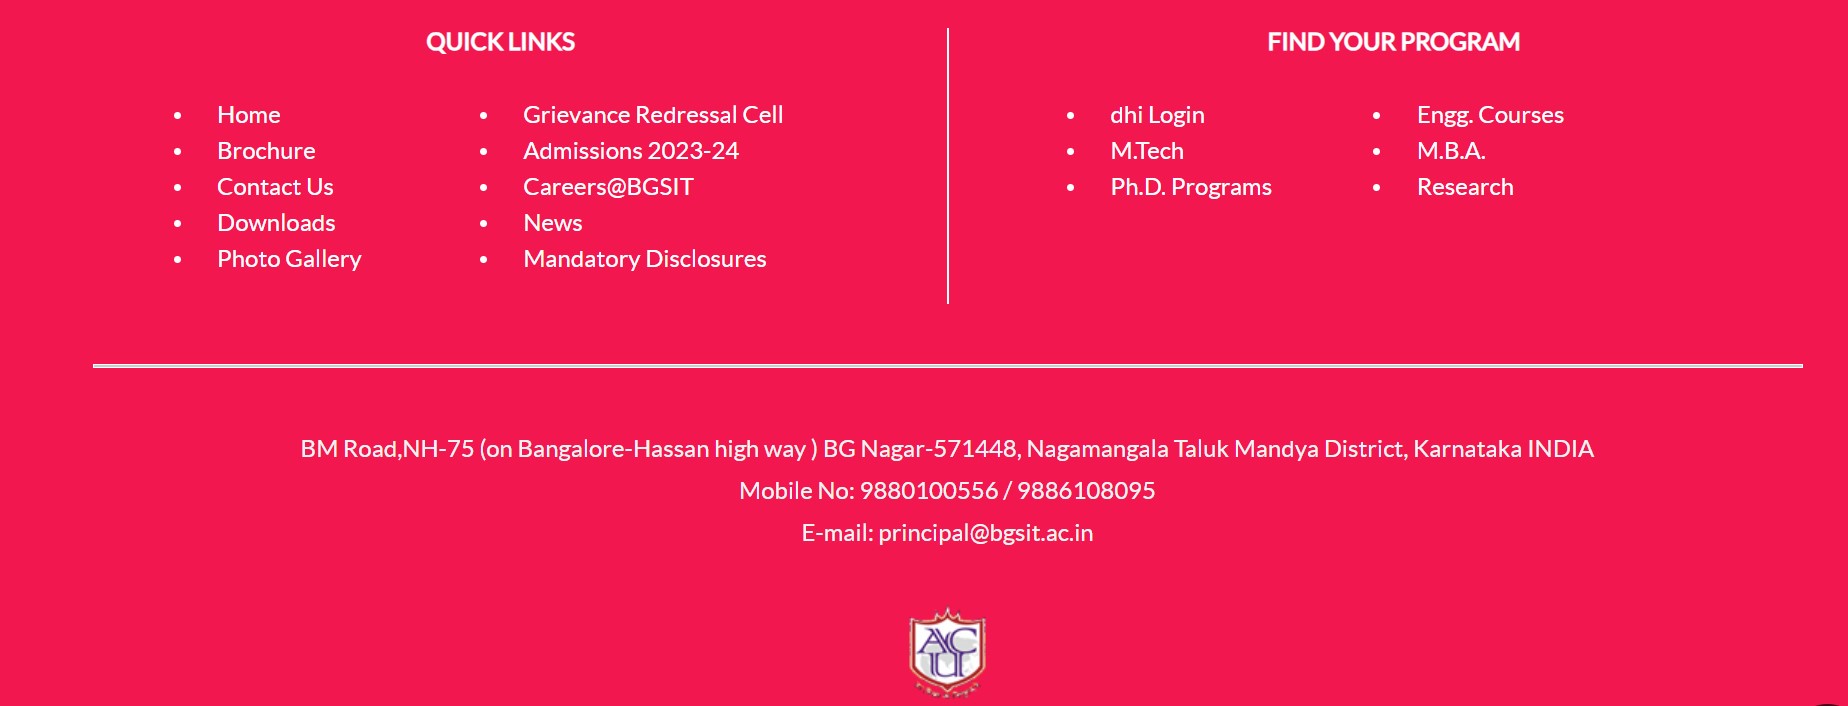 QUICK LINKS
Home
Brochure
Contact Us
Downloads
Photo Gallery
Grievance Redressal Cell
Admissions 2023-24
Careers@BGSIT
News
Mandatory Disclosures
FIND YOUR PROGRAM
dhi Login
M.Tech
Ph.D. Programs
Engg. Courses
M.B.A.
Research
BM Road,NH-75 (on Bangalore-Hassan high way ) BG Nagar-571448, Nagamangala Taluk Mandya District, Karnataka INDIA
Mobile No: 9880100556 / 9886108095
E-mail: principal@bgsit.ac.in
ACU